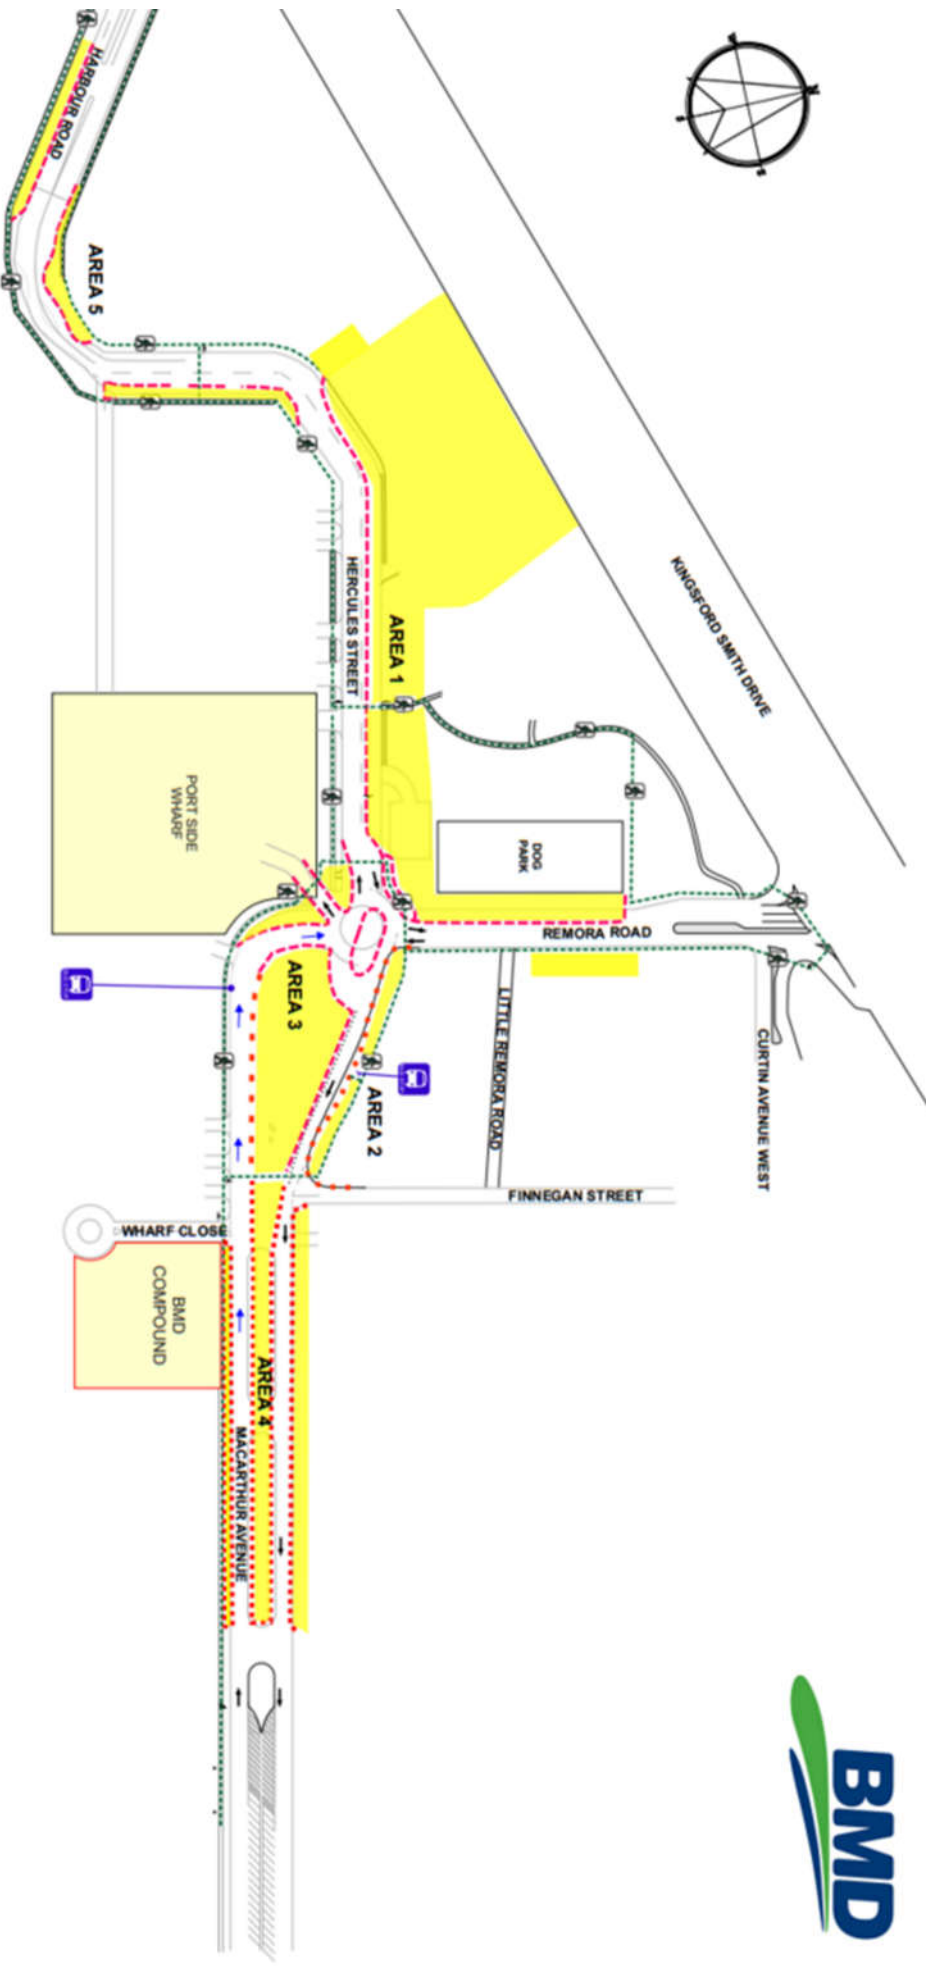 HARBOUR ROAD
AREA 5
KINGSFORD SMITH DRIVE
HERCULES STREET
AREA 1
PORT SIDE
WHARF
DOG
PARK
REMORA ROAD
AREA 3
LITTLE REMORA ROAD
CURTIN AVENUE WEST
AREA 2
FINNEGAN STREET
WHARF CLOSE
BMD
COMPOUND
AREA 4
MACARTHUR AVENUE
BMD